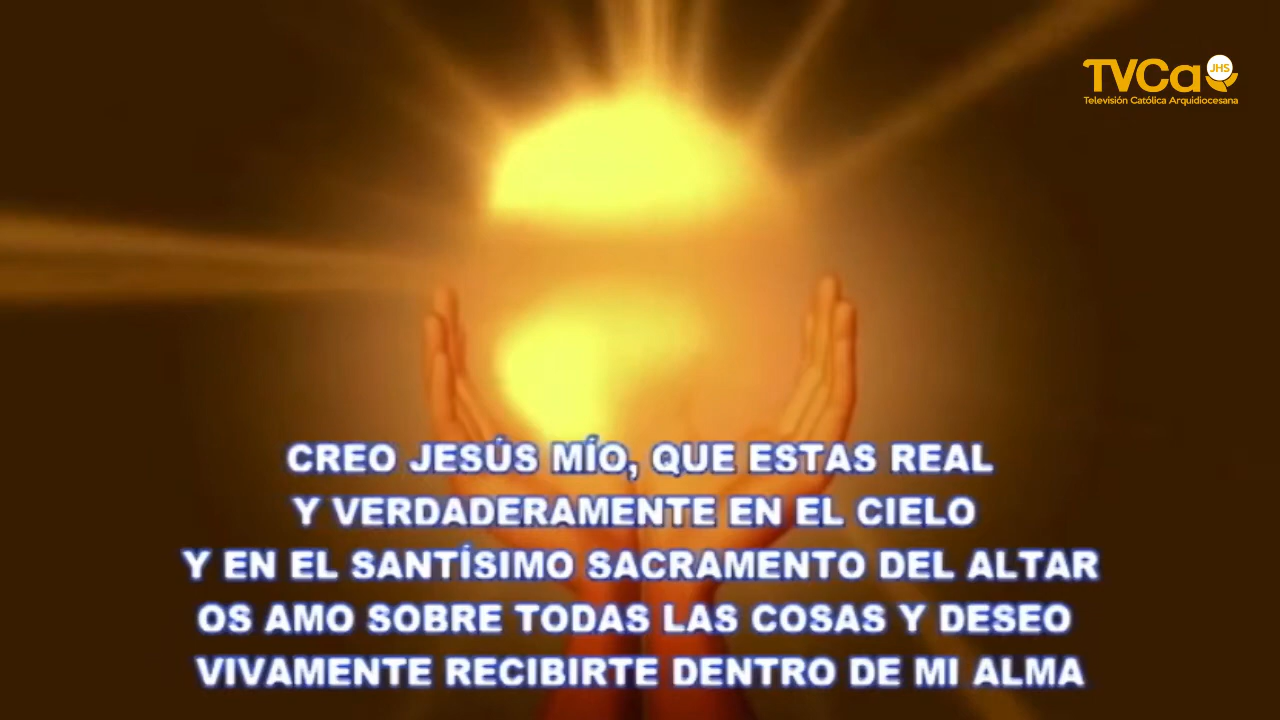 TVCa
JHS
Televisión Católica Arquidiocesana
CREO JESÚS MÍO, QUE ESTAS REAL
Y VERDADERAMENTE EN EL CIELO
Y EN EL SANTÍSIMO SACRAMENTO DEL ALTAR
OS AMO SOBRE TODAS LAS COSAS Y DESEO
VIVAMENTE RECIBIRTE DENTRO DE MI ALMA